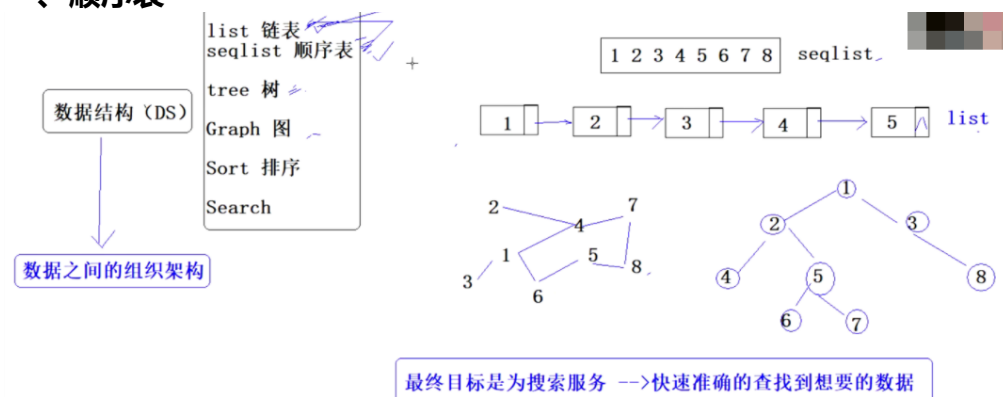 、顺序表
list 链表
seqlist 顺序表
tree 树
Graph 图
Sort 排序
Search
数据结构（DS）
数据之间的组织架构
1 2 3 4 5 6 7 8 seqlist
1 2 3 4 5 list
2 4 7
1 5 8
3 6
1
2 3
4 5 8
6 7
最终目标是为搜索服务 -->快速准确的查找到想要的数据